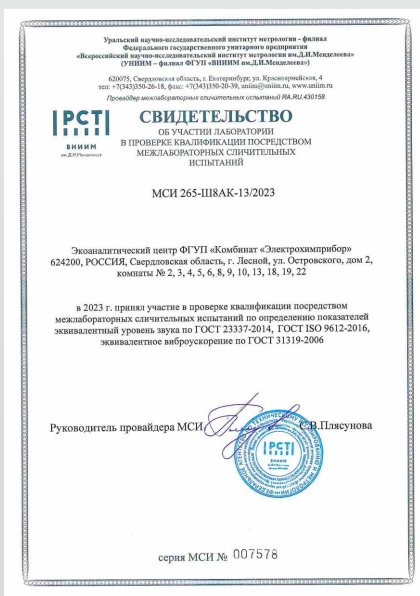 Уральский научно-исследовательский институт метрологии - филиал
Федерального государственного унитарного предприятия
«Всероссийский научно-исследовательский институт метрологии им.Д.И.Менделеева»
(УНИИМ – филиал ФГУП «ВНИИМ им.Д.И.Менделеева»)
620075, Свердловская область, г. Екатеринбург, ул. Красноармейская, 4
тел: +7(343)350-26-18, факс: +7(343)350-20-39, uniim@uniim.ru, www.uniim.ru
Провайдер межлабораторных сличительных испытаний RA.RU.430158
РСТ
ВНИИМ
им. Д.И.Менделеева
СВИДЕТЕЛЬСТВО
ОБ УЧАСТИИ ЛАБОРАТОРИИ
В ПРОВЕРКЕ КВАЛИФИКАЦИИ ПОСРЕДСТВОМ
МЕЖЛАБОРАТОРНЫХ СЛИЧИТЕЛЬНЫХ
ИСПЫТАНИЙ
МСИ 265-Ш8АК-13/2023
Экоаналитический центр ФГУП «Комбинат «Электрохимприбор»
624200, РОССИЯ, Свердловская область, г. Лесной, ул. Островского, дом 2,
комнаты № 2, 3, 4, 5, 6, 8, 9, 10, 13, 18, 19, 22
в 2023 г. принял участие в проверке квалификации посредством
межлабораторных сличительных испытаний по определению показателей
эквивалентный уровень звука по ГОСТ 23337-2014, ГОСТ ISO 9612-2016,
эквивалентное виброускорение по ГОСТ 31319-2006
Руководитель провайдера МСИ С.В.Плясунова
РСТ
ВНИИМ
серия МСИ № 007578